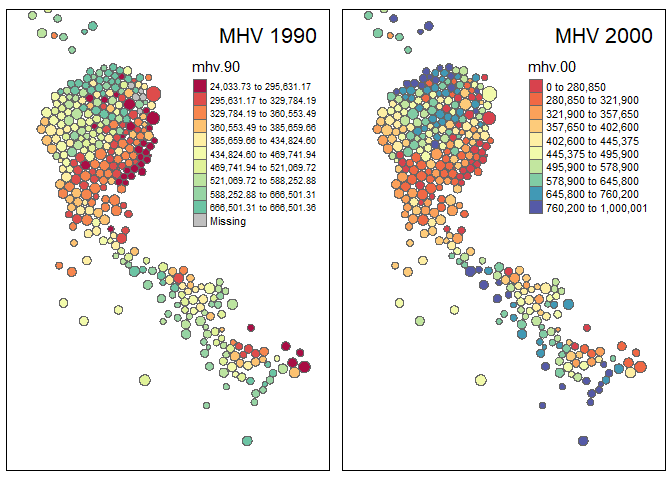 MHV 1990
mhv.90
24,033.73 to 295,631.17
295,631.17 to 329,784.19
329,784.19 to 360,553.49
360,553.49 to 385,659.66
385,659.66 to 434,824.60
434,824.60 to 469,741.94
469,741.94 to 521,069.72
521,069.72 to 588,252.88
588,252.88 to 666,501.31
666,501.31 to 666,501.36
Missing
MHV 2000
mhv.00
0 to 280,850
280,850 to 321,900
321,900 to 357,650
357,650 to 402,600
402,600 to 445,375
445,375 to 495,900
495,900 to 578,900
578,900 to 645,800
645,800 to 760,200
760,200 to 1,000,001